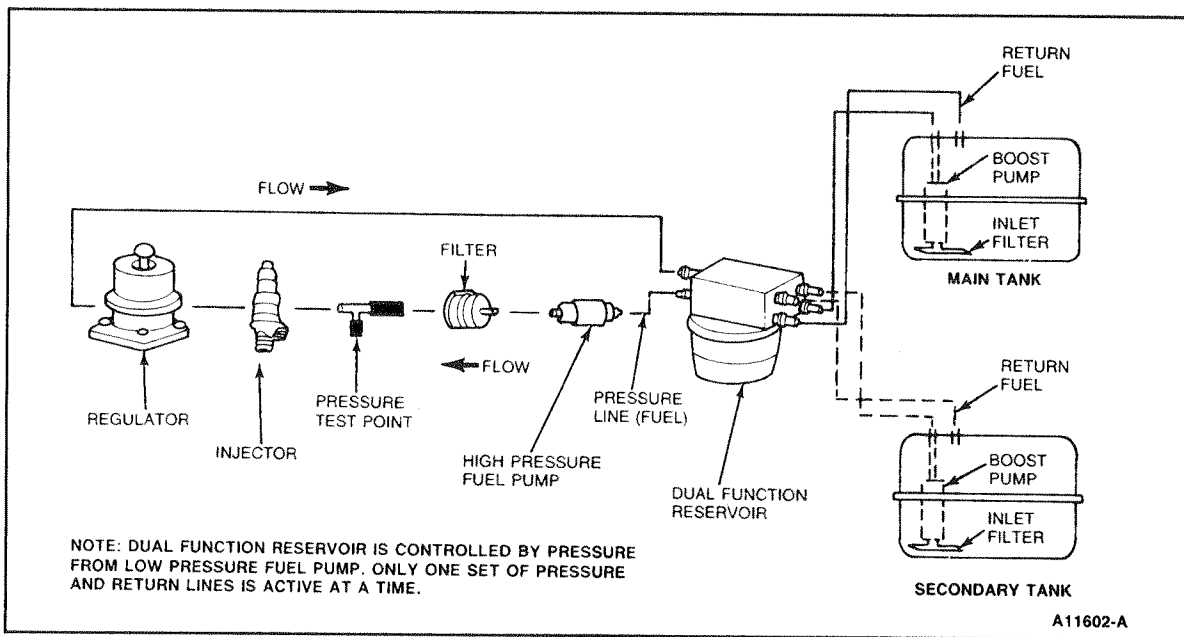 RETURN
FUEL
BOOST
PUMP
INLET
FILTER
MAIN TANK
FLOW
FILTER
FLOW
REGULATOR
INJECTOR
PRESSURE
TEST POINT
HIGH PRESSURE
FUEL PUMP
PRESSURE
LINE (FUEL)
DUAL FUNCTION
RESERVOIR
RETURN
FUEL
BOOST
PUMP
INLET
FILTER
SECONDARY TANK
NOTE: DUAL FUNCTION RESERVOIR IS CONTROLLED BY PRESSURE
FROM LOW PRESSURE FUEL PUMP. ONLY ONE SET OF PRESSURE
AND RETURN LINES IS ACTIVE AT A TIME.
A11602-A